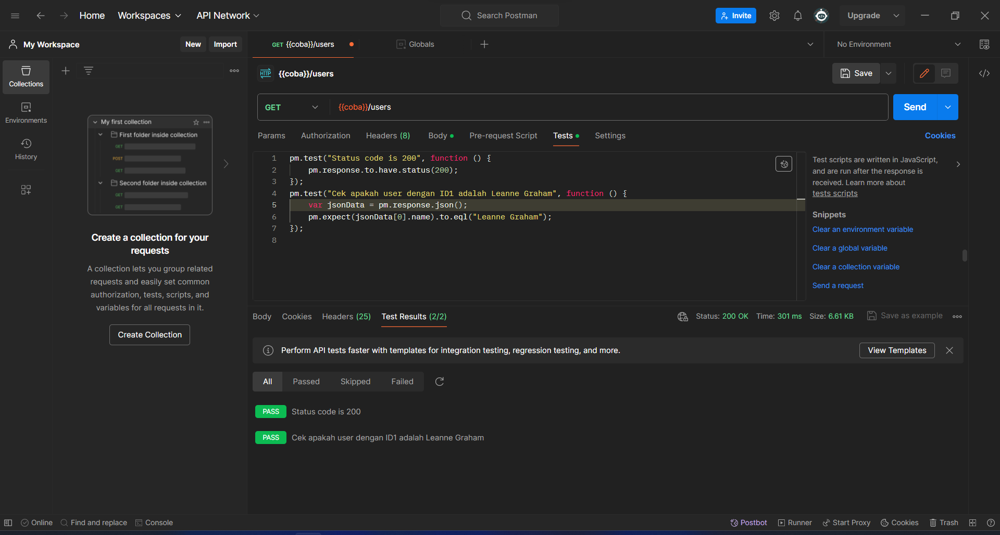 Home
Workspaces
API Network
Search Postman
Invite
Upgrade
My Workspace
New
Import
GET {{coba}}/users
Globals
No Environment
Collections
Environments
History
HTTP {{coba}}/users
Save
GET
{{coba}}/users
Send
Params
Authorization
Headers (8)
Body
Pre-request Script
Tests
Settings
Cookies
1 pm.test("Status code is 200", function () {
2 pm.response.to.have.status(200);
3 });
4 pm.test("Cek apakah user dengan ID1 adalah Leanne Graham", function () {
5 var jsonData = pm.response.json();
6 pm.expect(jsonData[0].name).to.eql("Leanne Graham");
7 });
8
Test scripts are written in JavaScript,
and are run after the response is
received. Learn more about
tests scripts
Snippets
Clear an environment variable
Clear a global variable
Clear a collection variable
Send a request
My first collection
First folder inside collection
GET
POST
GET
Second folder inside collection
GET
GET
Create a collection for your
requests
A collection lets you group related
requests and easily set common
authorization, tests, scripts, and
variables for all requests in it.
Create Collection
Body
Cookies
Headers (25)
Test Results (2/2)
Status: 200 OK
Time: 301 ms
Size: 6.61 KB
Save as example
Perform API tests faster with templates for integration testing, regression testing, and more.
View Templates
All
Passed
Skipped
Failed
PASS Status code is 200
PASS Cek apakah user dengan ID1 adalah Leanne Graham
Online
Find and replace
Console
Postbot
Runner
Start Proxy
Cookies
Trash